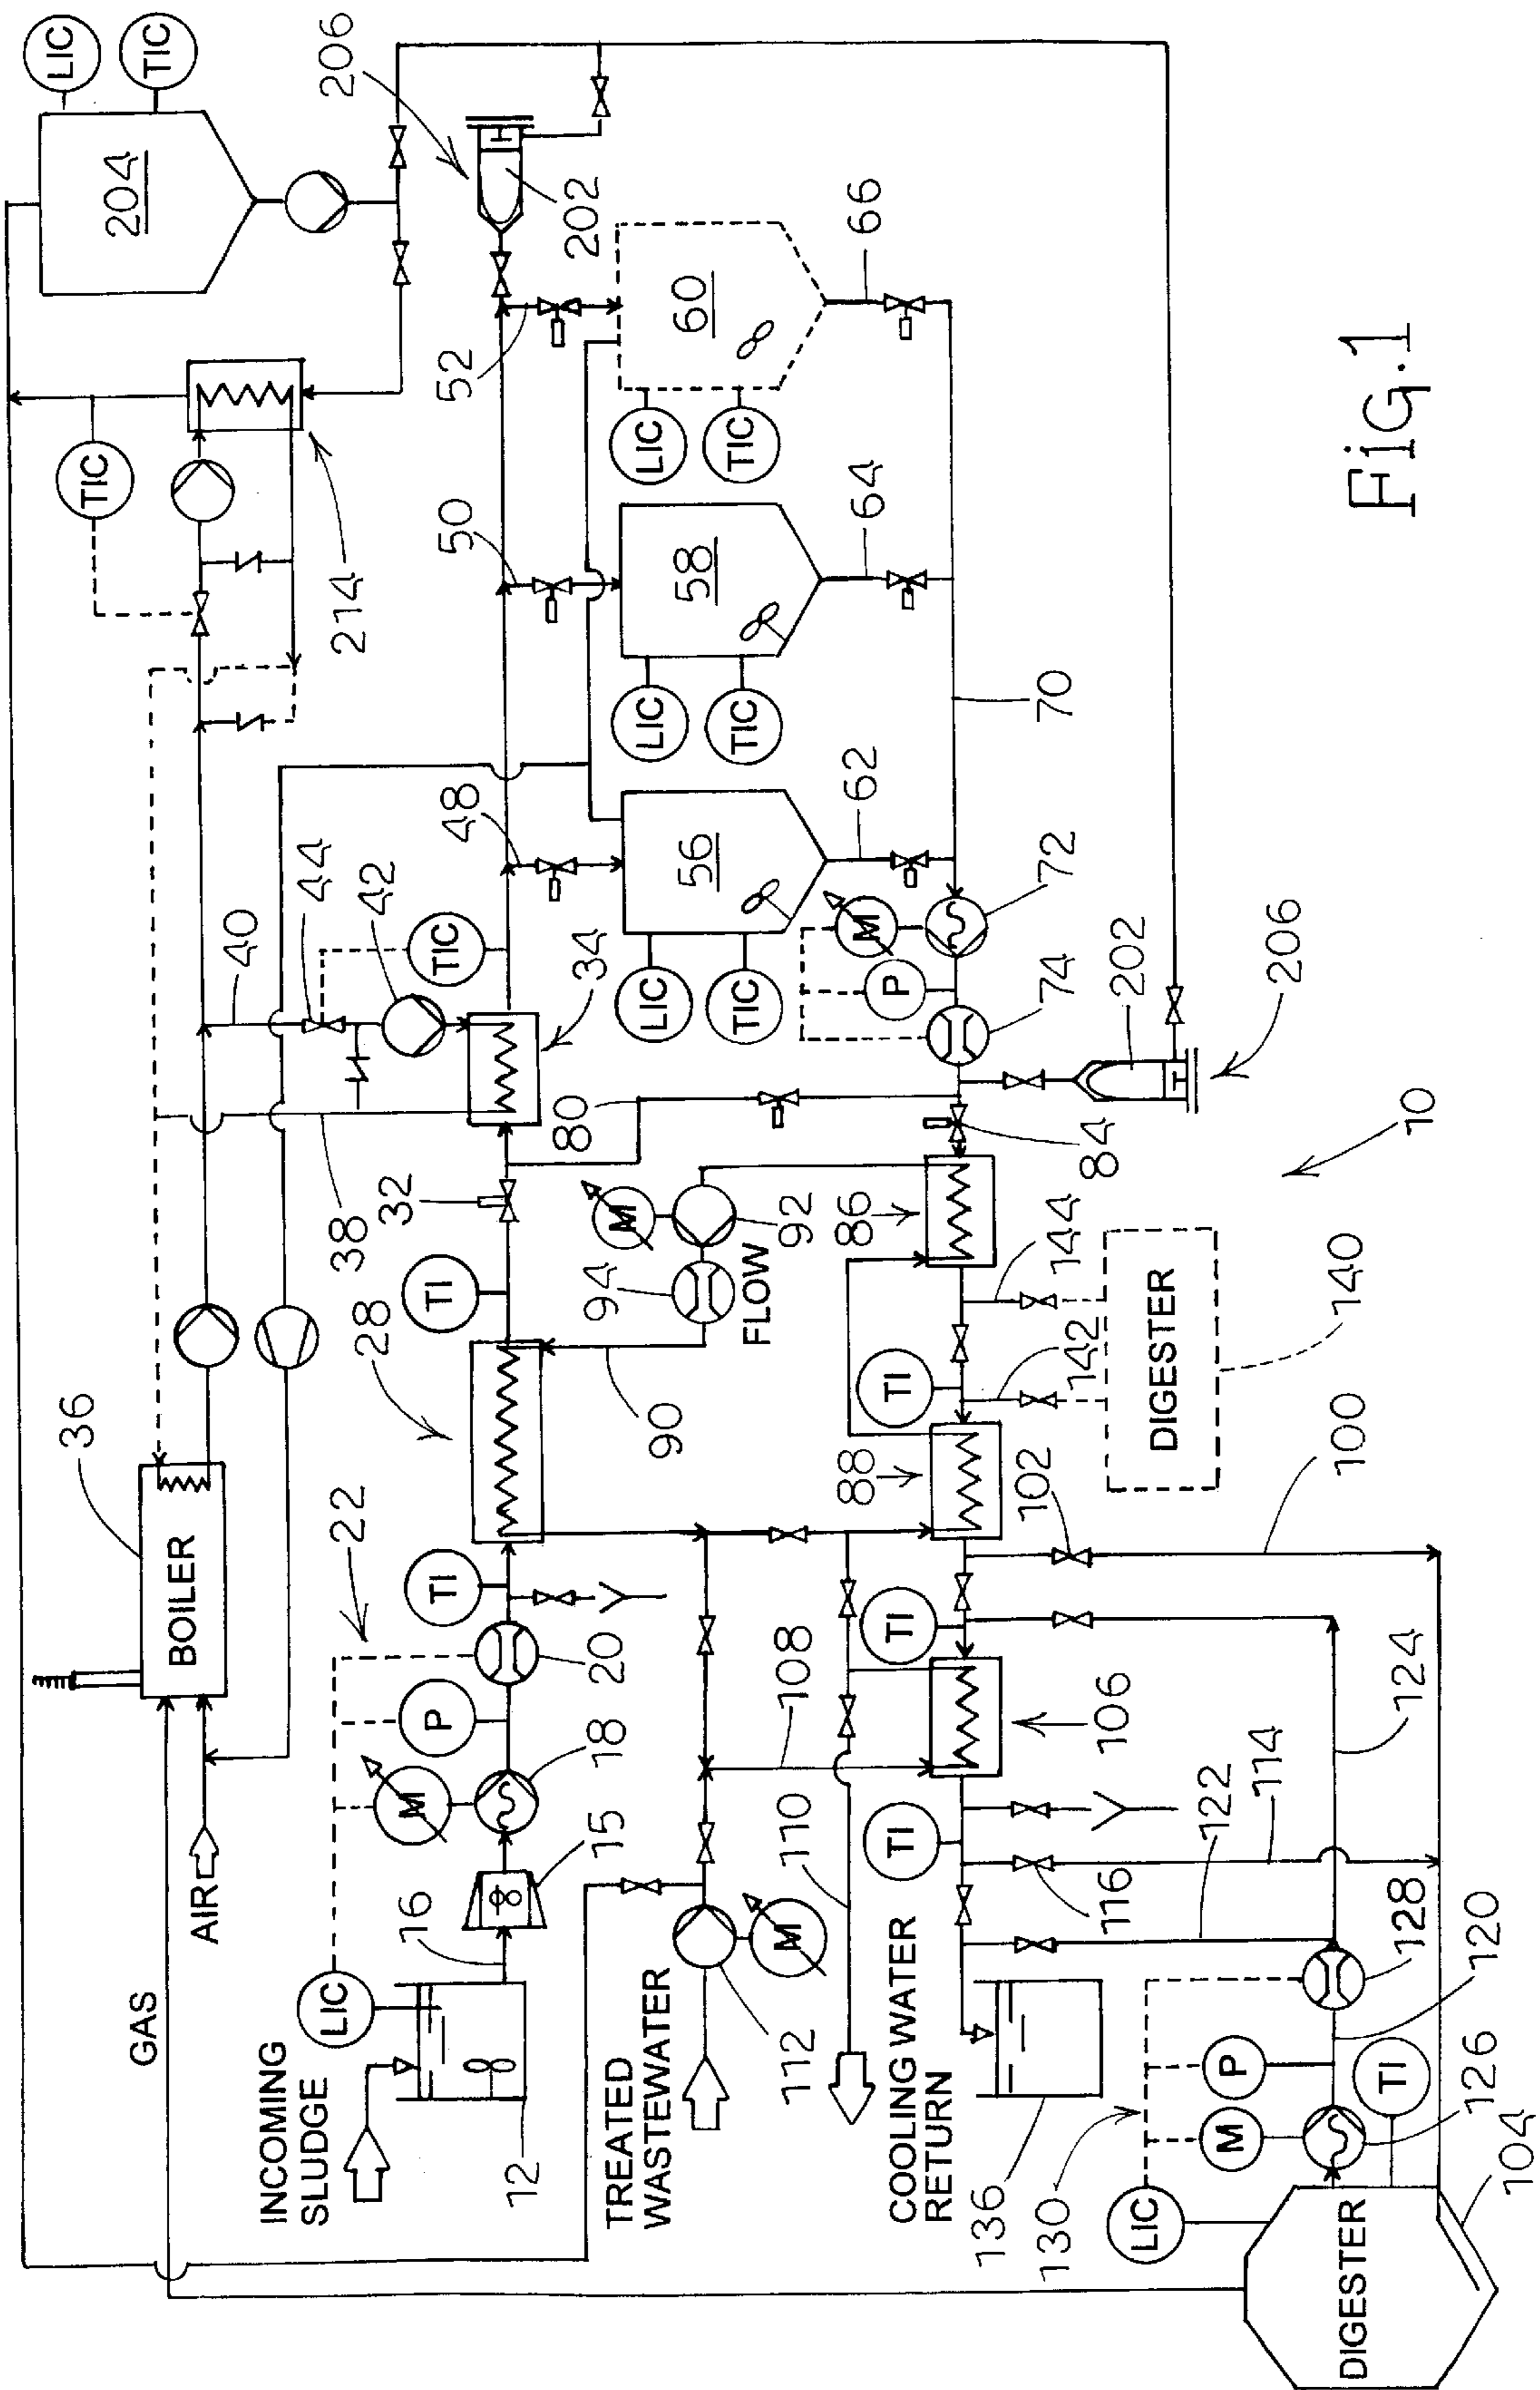 LIC
TIC
204
36
TIC
GAS
BOILER
AIR
40
INCOMING
SLUDGE
LIC
22
38
44
214
206
28
42
M
P
TI
TI
32
TIC
16
50
52
48
12
15
18
20
34
202
TREATED
WASTEWATER
M
94
80
LIC
LIC
LIC
90
56
58
60
FLOW
TIC
TIC
TIC
112
M
108
92
110
86
62
64
66
M
COOLING WATER
RETURN
TI
TI
88
TI
P
136
102
142
144
74
72
70
130
116
106
84
LIC
202
M
P
122
114
DIGESTER
206
DIGESTER
TI
126
120
128
124
100
140
10
104
Fig.1